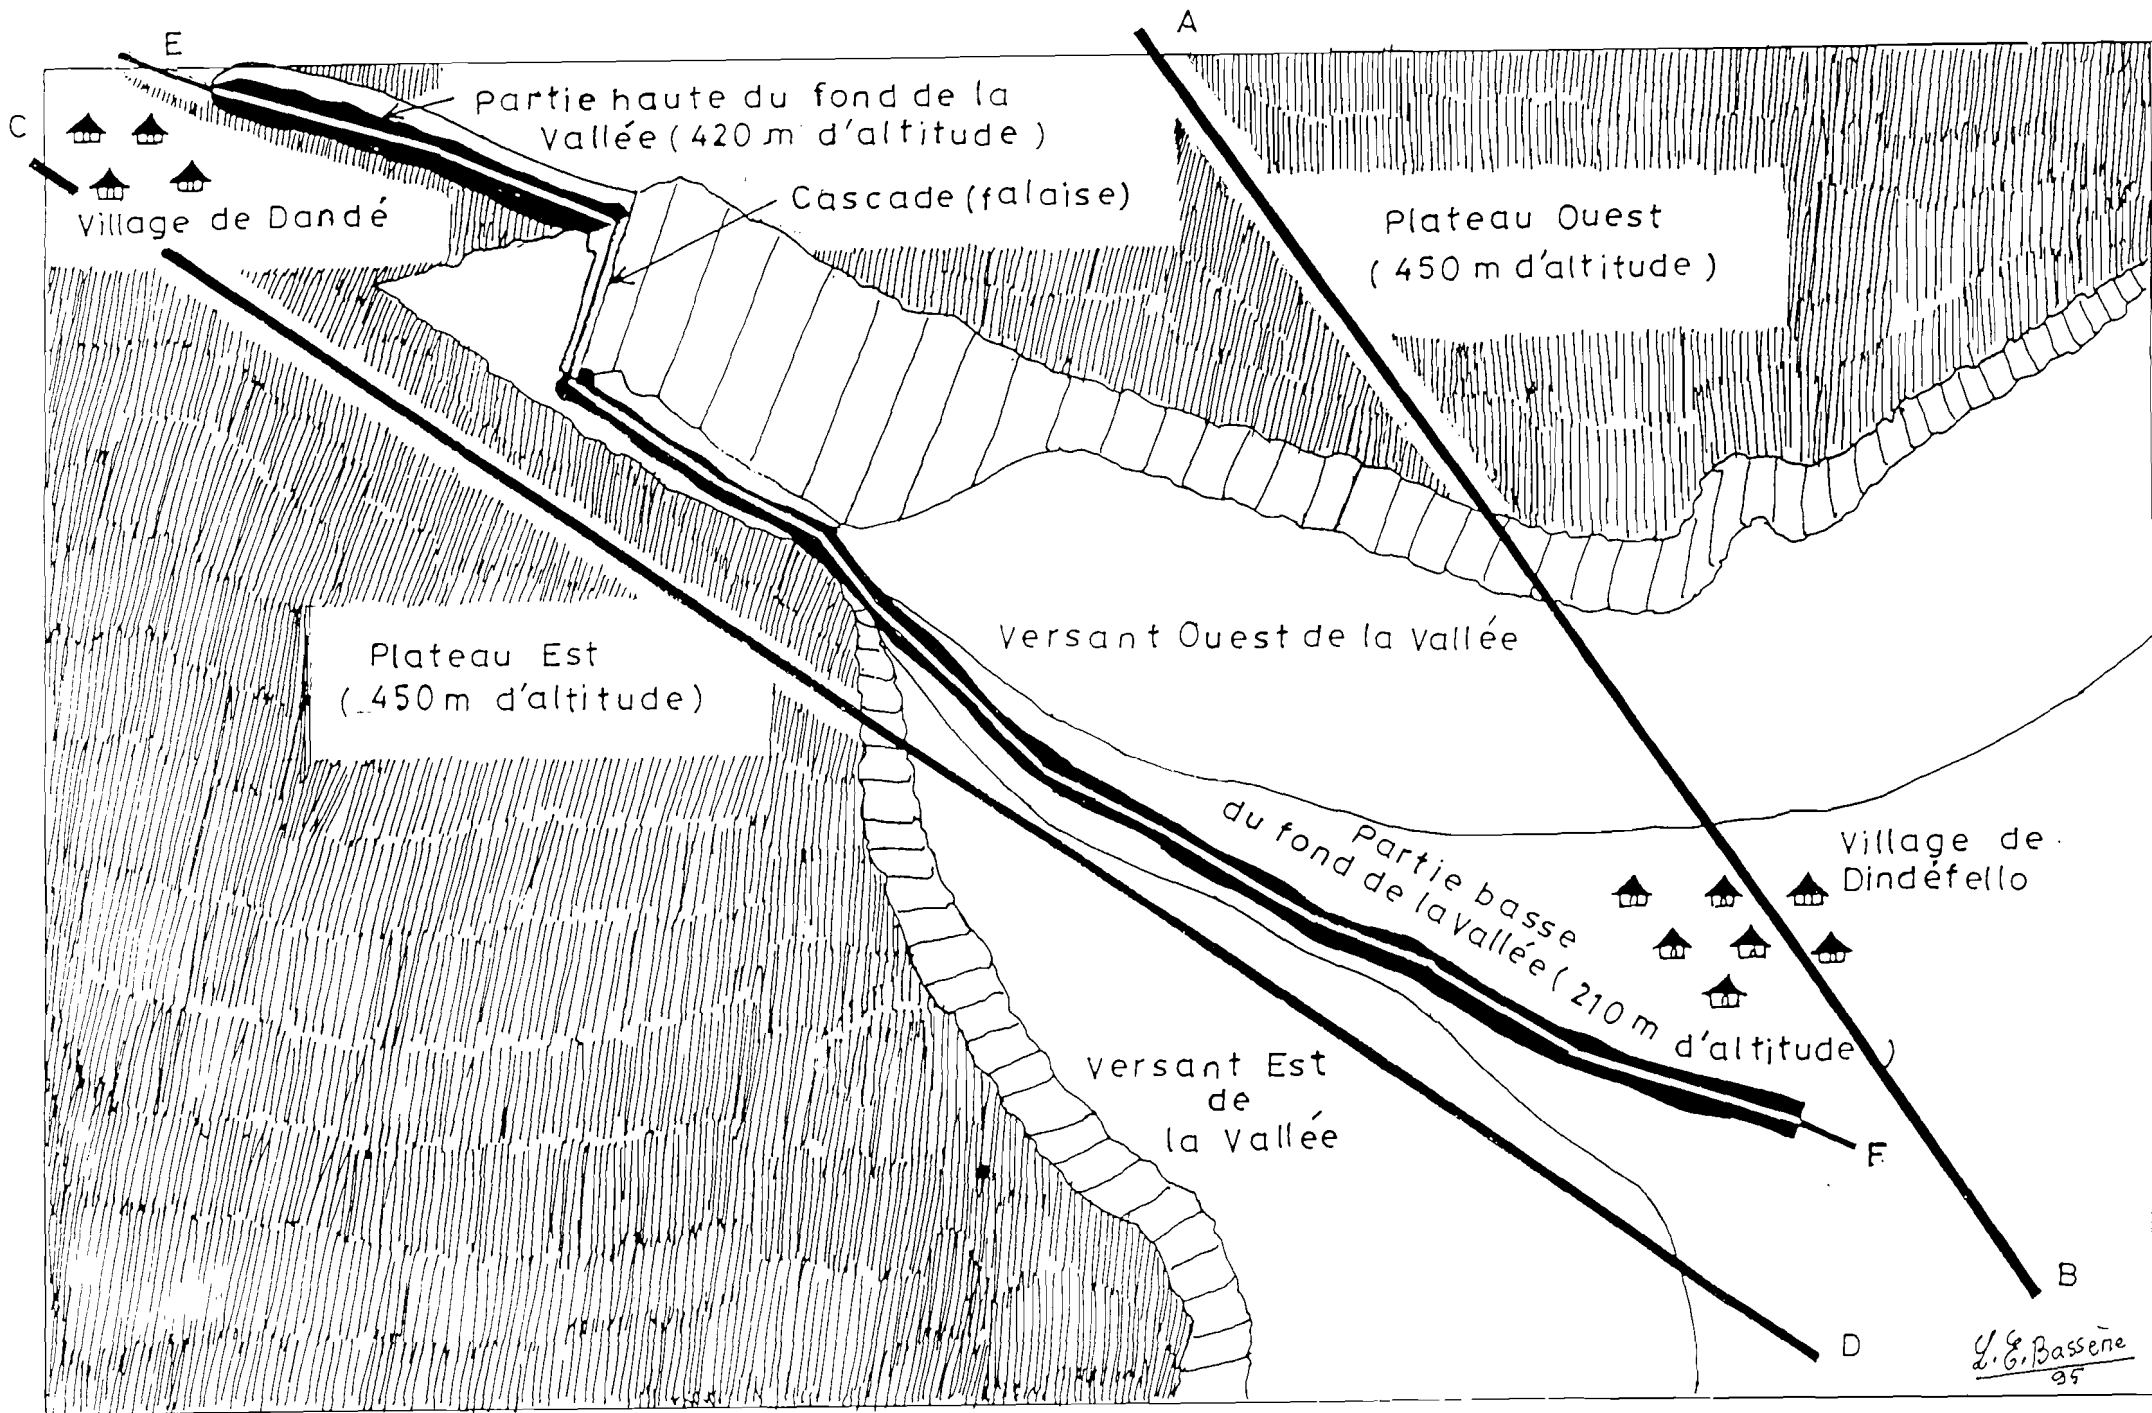 A
E
Partie haute du fond de la
Vallée (420 m d'altitude)
C
Cascade (falaise)
Village de Dandé
Plateau Ouest
(450 m d'altitude)
Versant Ouest de la Vallée
Plateau Est
(450 m d'altitude)
Partie basse
du fond de la Vallée (210 m d'altitude)
Village de
Dindéfello
Versant Est
de
la Vallée
F
B
D
L.E. Bassène
95